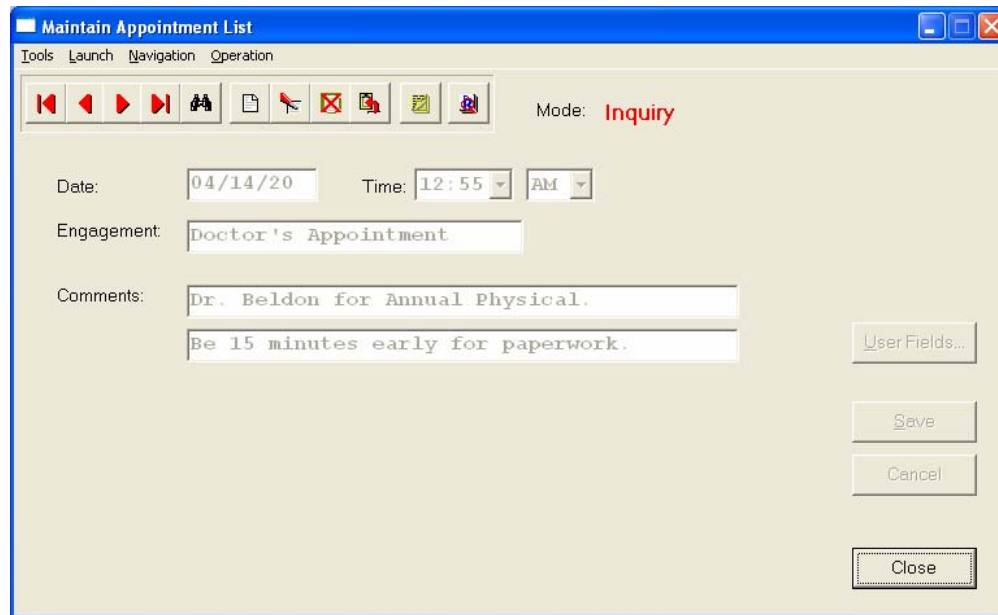 Maintain Appointment List
Tools Launch Navigation Operation
Mode: Inquiry
Date: 04/14/20 Time: 12:55 AM
Engagement: Doctor's Appointment
Comments: Dr. Beldon for Annual Physical.
Be 15 minutes early for paperwork.
User Fields...
Save
Cancel
Close